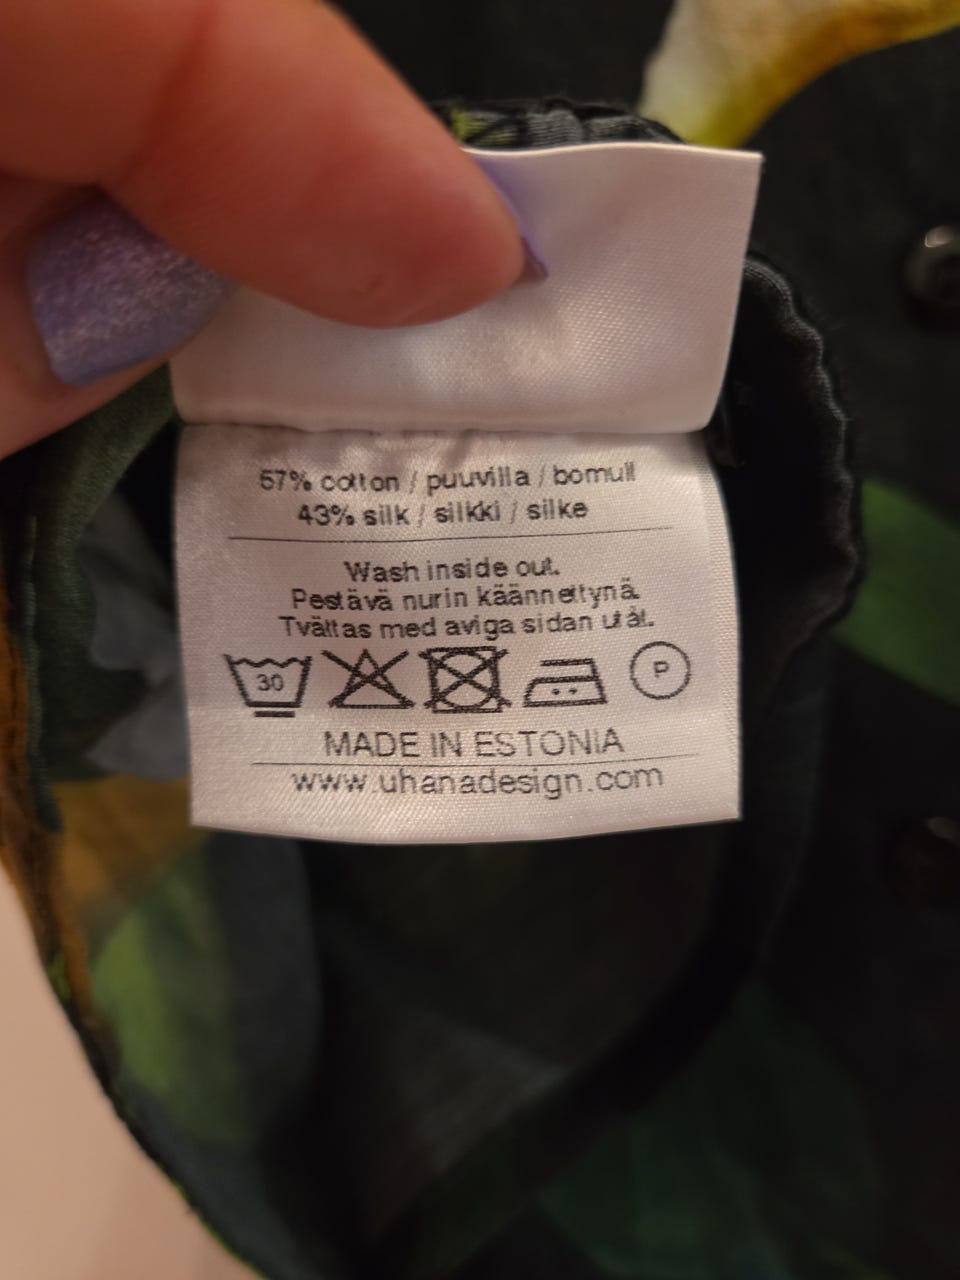 57% cotton / puuvilla / bomull
43% silk / silkki / silke
Wash inside out.
Pestävä nurin käännettynä.
Tvättas med aviga sidan utåt.
30 P
MADE IN ESTONIA
www.uhanadesign.com